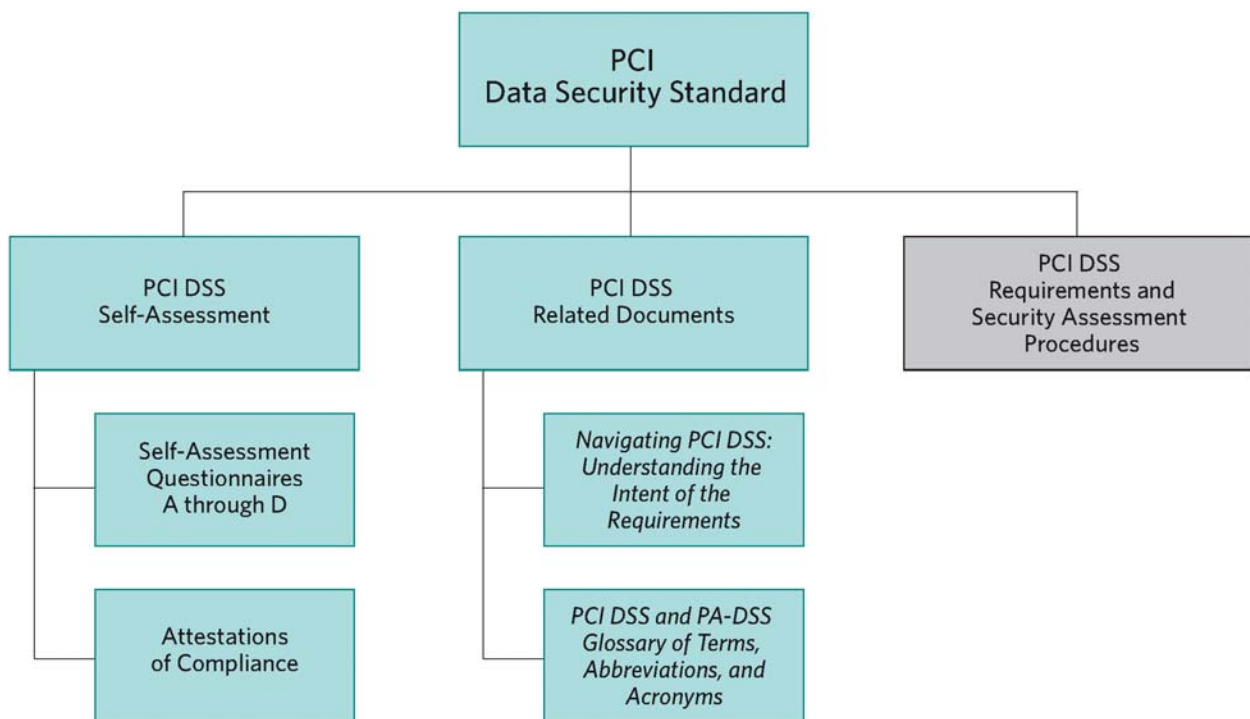 PCI
Data Security Standard
PCI DSS
Self-Assessment
PCI DSS
Related Documents
PCI DSS
Requirements and
Security Assessment
Procedures
Self-Assessment
Questionnaires
A through D
Navigating PCI DSS:
Understanding the
Intent of the
Requirements
Attestations
of Compliance
PCI DSS and PA-DSS
Glossary of Terms,
Abbreviations, and
Acronyms